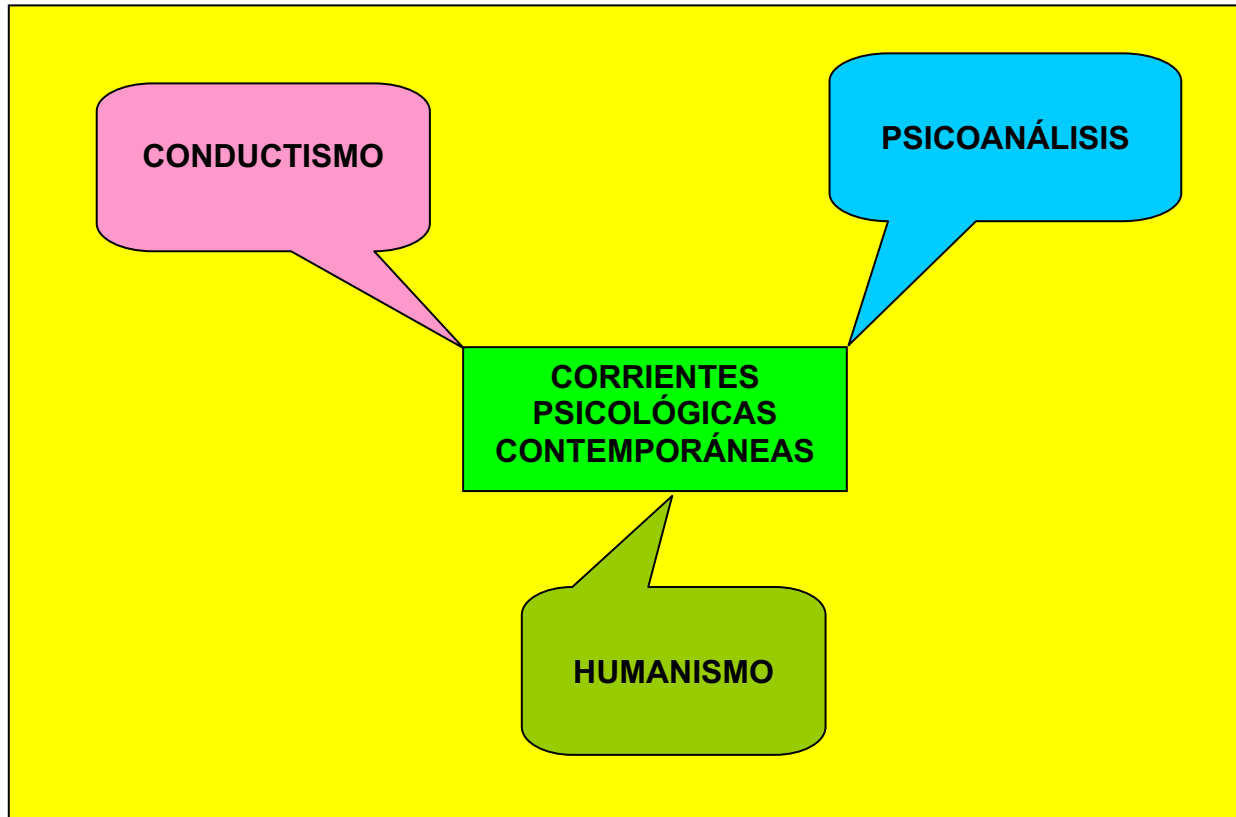 CONDUCTISMO
PSICOANÁLISIS
CORRIENTES
PSICOLÓGICAS
CONTEMPORÁNEAS
HUMANISMO